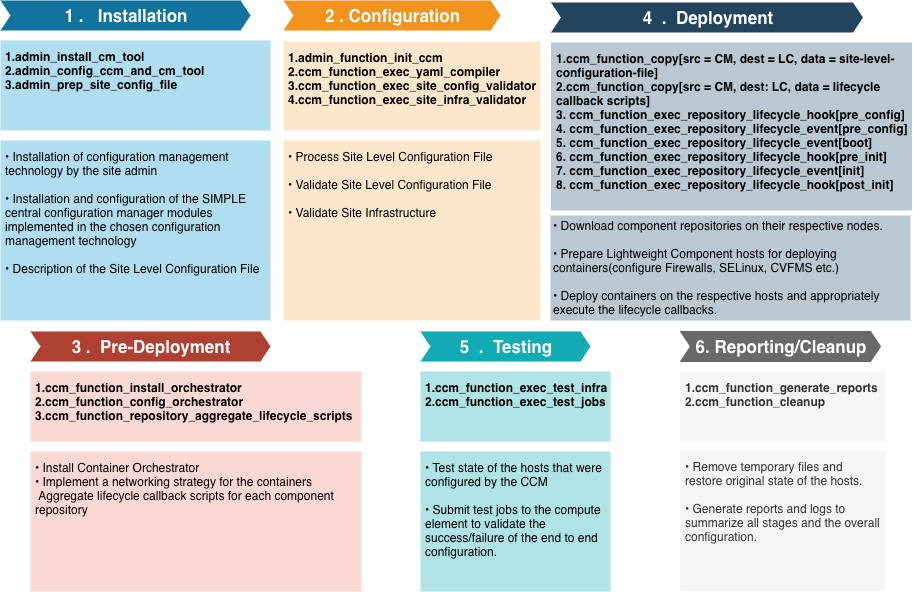 1 . Installation
1.admin_install_cm_tool
2.admin_config_ccm_and_cm_tool
3.admin_prep_site_config_file
• Installation of configuration management
technology by the site admin
• Installation and configuration of the SIMPLE
central configuration manager modules
implemented in the chosen configuration
management technology
• Description of the Site Level Configuration File
2 . Configuration
1.admin_function_init_ccm
2.ccm_function_exec_yaml_compiler
3.ccm_function_exec_site_config_validator
4.ccm_function_exec_site_infra_validator
• Process Site Level Configuration File
• Validate Site Level Configuration File
• Validate Site Infrastructure
4 . Deployment
1.ccm_function_copy[src = CM, dest = LC, data = site-level-
configuration-file]
2.ccm_function_copy[src = CM, dest: LC, data = lifecycle
callback scripts]
3. ccm_function_exec_repository_lifecycle_hook[pre_config]
4. ccm_function_exec_repository_lifecycle_event[pre_config]
5. ccm_function_exec_repository_lifecycle_event[boot]
6. ccm_function_exec_repository_lifecycle_hook[pre_init]
7. ccm_function_exec_repository_lifecycle_event[init]
8. ccm_function_exec_repository_lifecycle_hook[post_init]
• Download component repositories on their respective nodes.
• Prepare Lightweight Component hosts for deploying
containers(configure Firewalls, SELinux, CVFMS etc.)
• Deploy containers on the respective hosts and appropriately
execute the lifecycle callbacks.
3 . Pre-Deployment
1.ccm_function_install_orchestrator
2.ccm_function_config_orchestrator
3.ccm_function_repository_aggregate_lifecycle_scripts
• Install Container Orchestrator
• Implement a networking strategy for the containers
Aggregate lifecycle callback scripts for each component
repository
5 . Testing
1.ccm_function_exec_test_infra
2.ccm_function_exec_test_jobs
• Test state of the hosts that were
configured by the CCM
• Submit test jobs to the compute
element to validate the
success/failure of the end to end
configuration.
6. Reporting/Cleanup
1.ccm_function_generate_reports
2.ccm_function_cleanup
• Remove temporary files and
restore original state of the hosts.
• Generate reports and logs to
summarize all stages and the overall
configuration.